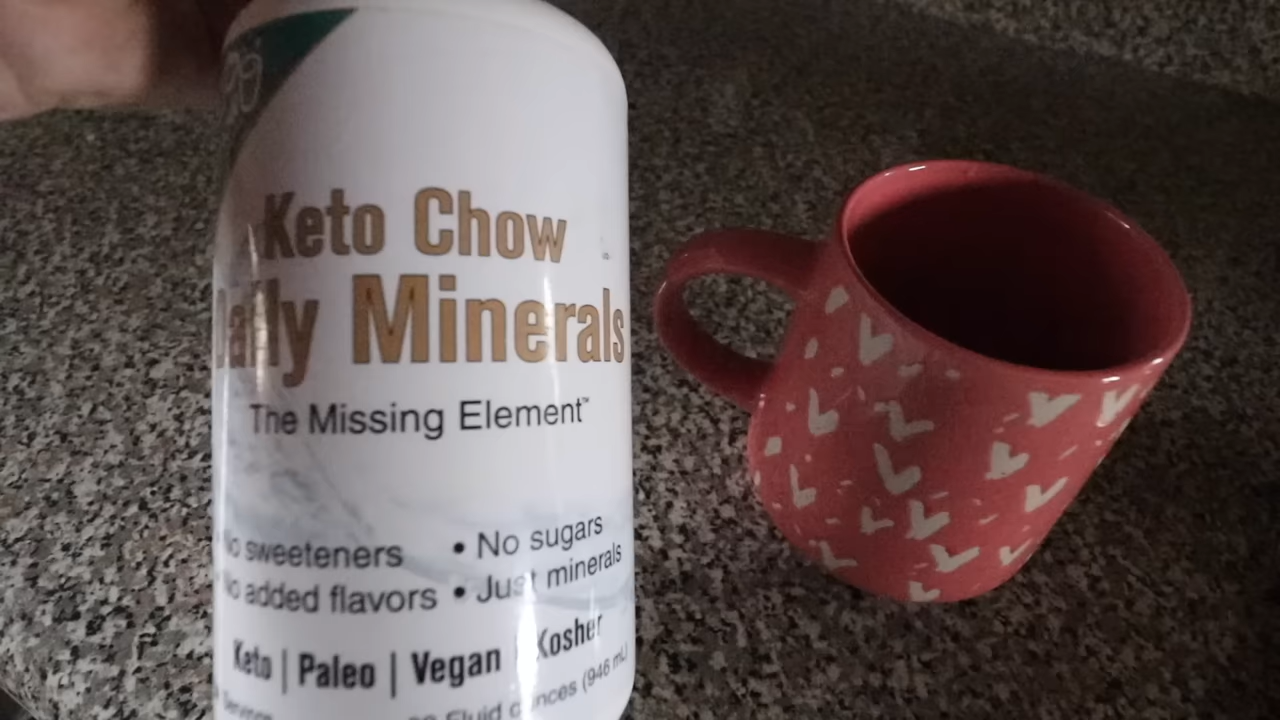 Keto Chow
Daily Minerals
The Missing Element™
No sweeteners • No sugars
No added flavors • Just minerals
Keto | Paleo | Vegan | Kosher
Fluid ounces (946 mL)